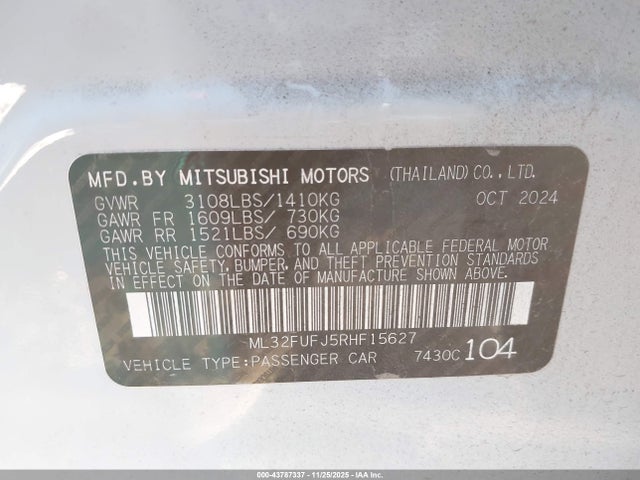 MFD.BY MITSUBISHI MOTORS (THAILAND)CO.,LTD.
GVWR 3108LBS/1410KG OCT 2024
GAWR FR 1609LBS/ 730KG
GAWR RR 1521LBS/ 690KG
THIS VEHICLE CONFORMS TO ALL APPLICABLE FEDERAL MOTOR
VEHICLE SAFETY, BUMPER, AND THEFT PREVENTION STANDARDS
IN EFFECT ON THE DATE OF MANUFACTURE SHOWN ABOVE.
ML32FUFJ5RHF15627
VEHICLE TYPE:PASSENGER CAR 7430C 104
000-43787337 - 11/25/2025 - IAAI.COM